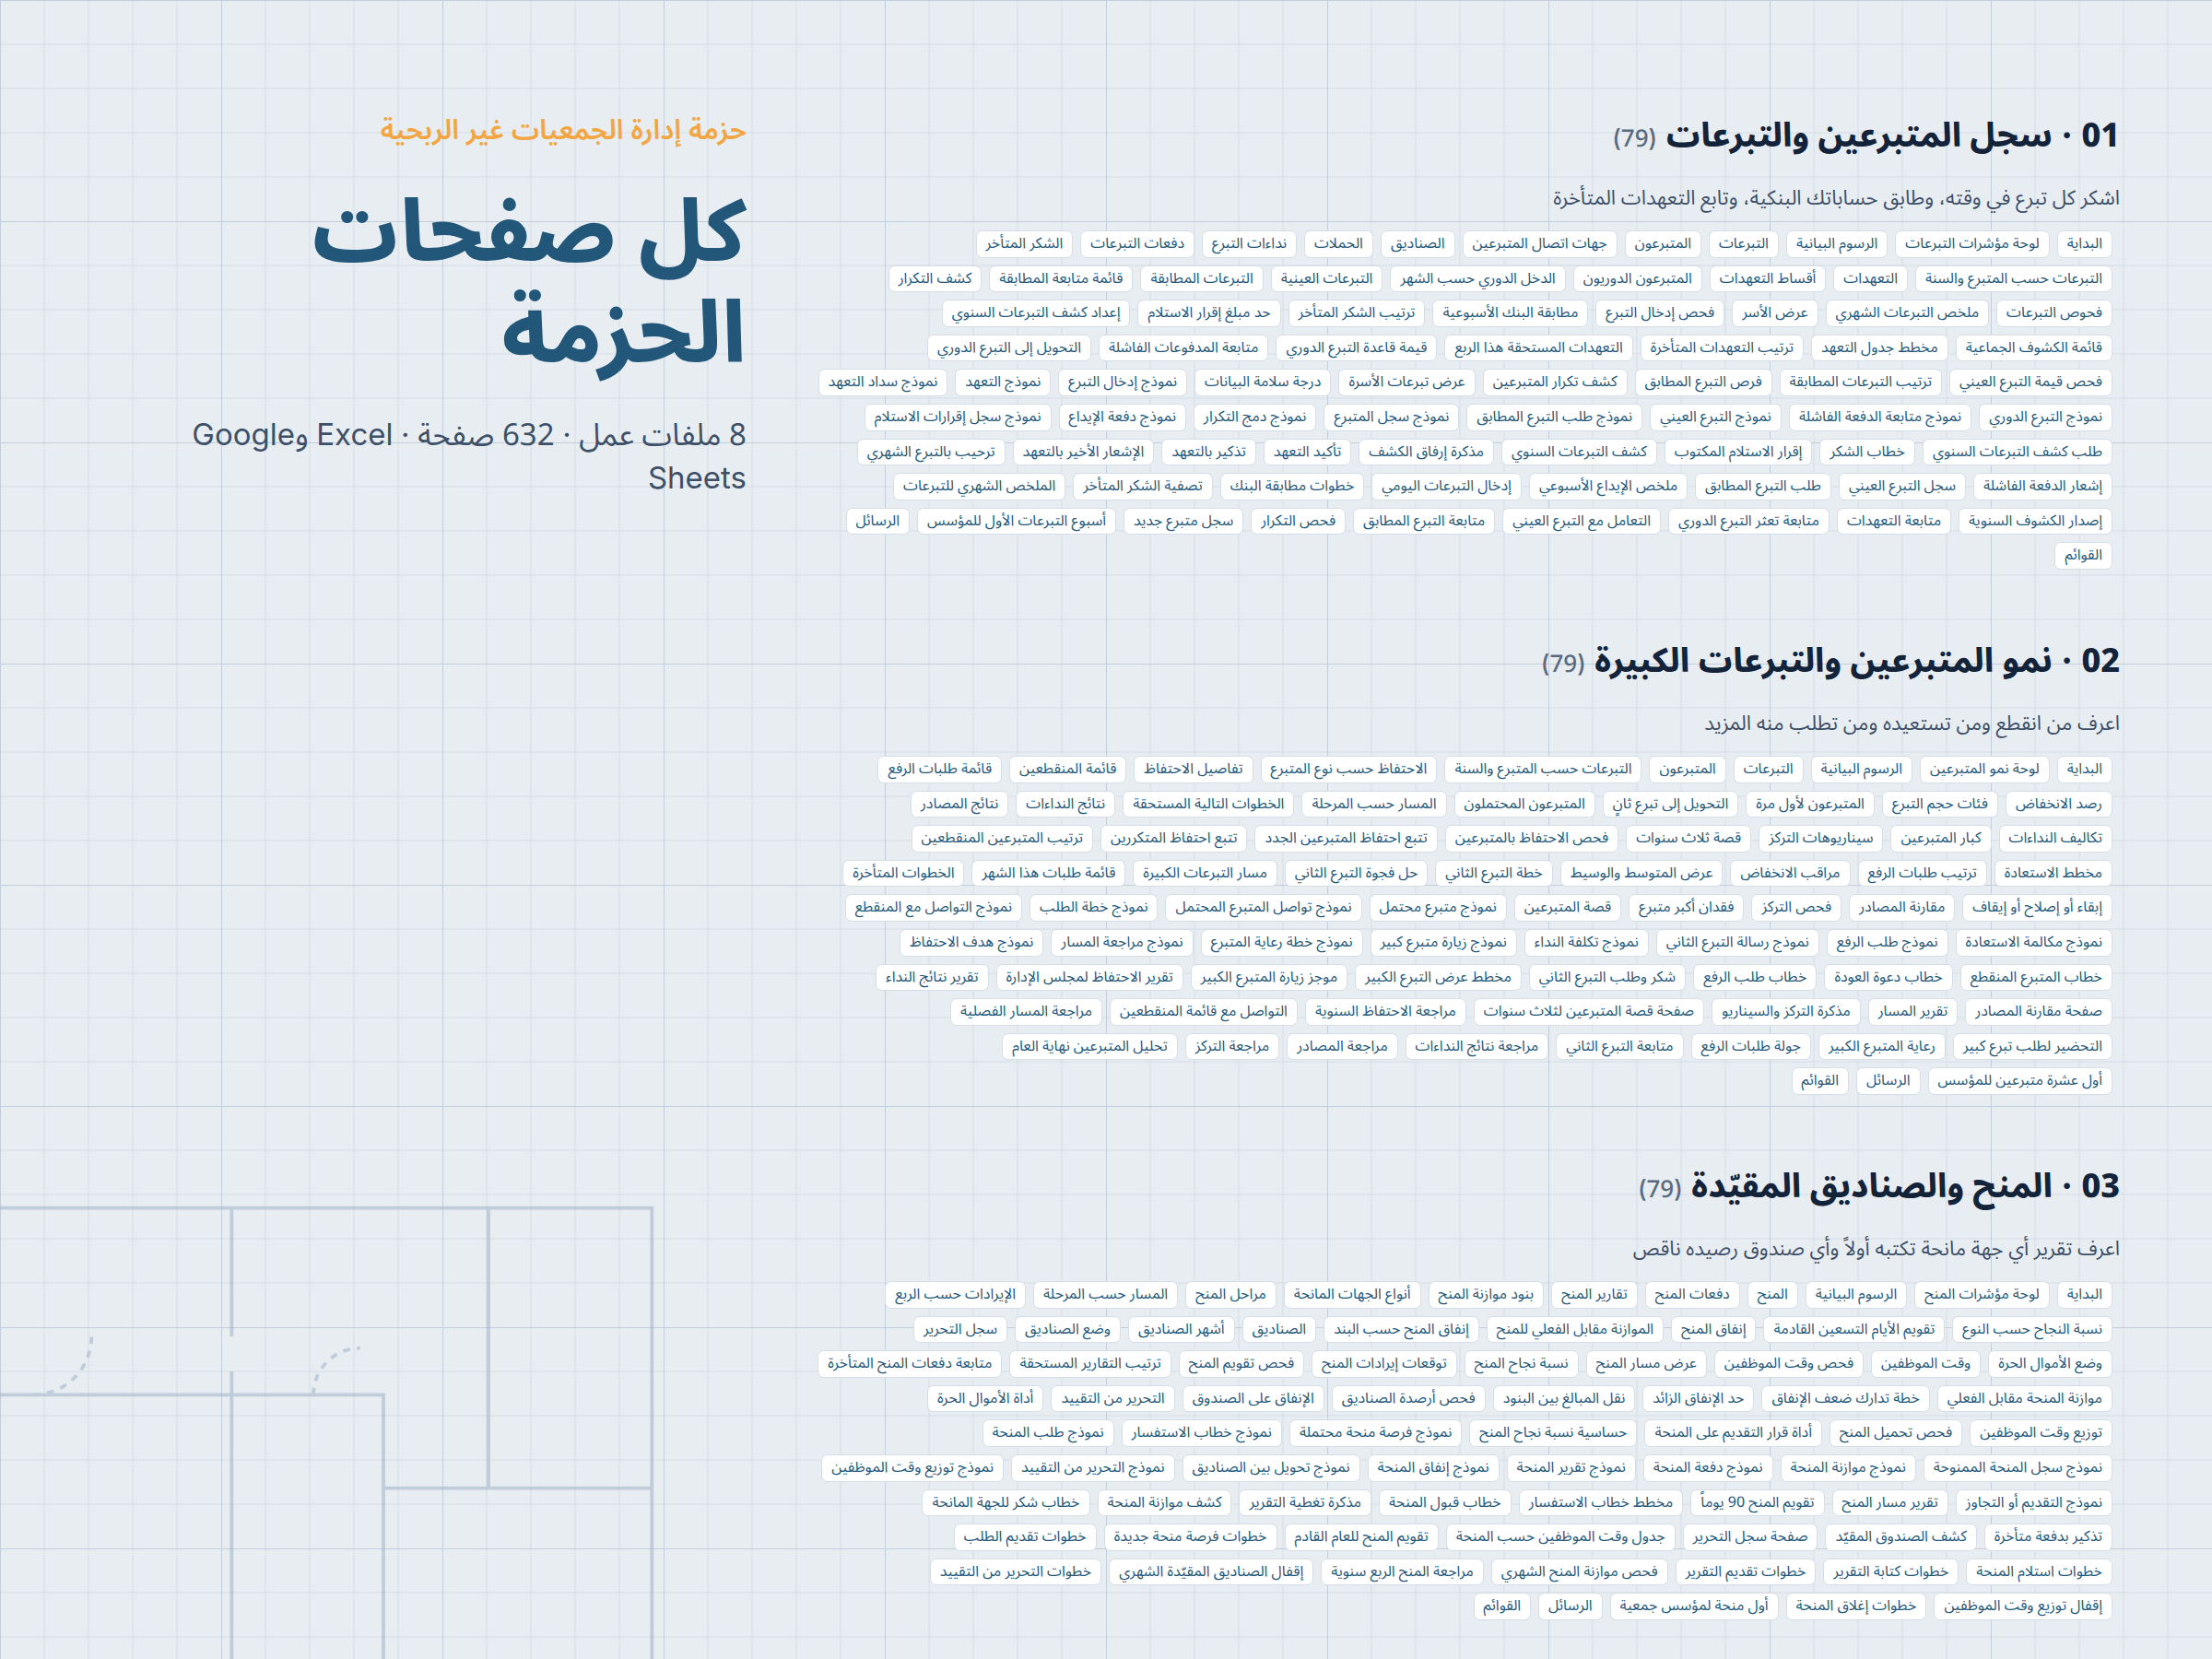 حزمة إدارة الجمعيات غير الربحية
كل صفحات
الحزمة
8 ملفات عمل · 632 صفحة · Excel وGoogle
Sheets
01 · سجل المتبرعين والتبرعات (79)
اشكر كل تبرع في وقته، وطابق حساباتك البنكية، وتابع التعهدات المتأخرة
البداية لوحة مؤشرات التبرعات الرسوم البيانية التبرعات المتبرعون جهات اتصال المتبرعين الصناديق الحملات نداءات التبرع دفعات التبرعات الشكر المتأخر
التبرعات حسب المتبرع والسنة التعهدات أقساط التعهدات المتبرعون الدوريون الدخل الدوري حسب الشهر التبرعات العينية التبرعات المطابقة قائمة متابعة المطابقة كشف التكرار
فحوص التبرعات ملخص التبرعات الشهري عرض الأسر فحص إدخال التبرع مطابقة البنك الأسبوعية ترتيب الشكر المتأخر حد مبلغ إقرار الاستلام إعداد كشف التبرعات السنوي
قائمة الكشوف الجماعية مخطط جدول التعهد ترتيب التعهدات المتأخرة التعهدات المستحقة هذا الربع قيمة قاعدة التبرع الدوري متابعة المدفوعات الفاشلة التحويل إلى التبرع الدوري
فحص قيمة التبرع العيني ترتيب التبرعات المطابقة فرص التبرع المطابق كشف تكرار المتبرعين عرض تبرعات الأسرة درجة سلامة البيانات نموذج إدخال التبرع نموذج التعهد نموذج سداد التعهد
نموذج التبرع الدوري نموذج متابعة الدفعة الفاشلة نموذج التبرع العيني نموذج طلب التبرع المطابق نموذج سجل المتبرع نموذج دمج التكرار نموذج دفعة الإيداع نموذج سجل إقرارات الاستلام
طلب كشف التبرعات السنوي خطاب الشكر إقرار الاستلام المكتوب كشف التبرعات السنوي مذكرة إرفاق الكشف تأكيد التعهد تذكير بالتعهد الإشعار الأخير بالتعهد ترحيب بالتبرع الشهري
إشعار الدفعة الفاشلة سجل التبرع العيني طلب التبرع المطابق ملخص الإيداع الأسبوعي إدخال التبرعات اليومي خطوات مطابقة البنك تصفية الشكر المتأخر الملخص الشهري للتبرعات
إصدار الكشوف السنوية متابعة التعهدات متابعة تعثر التبرع الدوري التعامل مع التبرع العيني متابعة التبرع المطابق فحص التكرار سجل متبرع جديد أسبوع التبرعات الأول للمؤسس الرسائل
القوائم
02 · نمو المتبرعين والتبرعات الكبيرة (79)
اعرف من انقطع ومن تستعيده ومن تطلب منه المزيد
البداية لوحة نمو المتبرعين الرسوم البيانية التبرعات المتبرعون التبرعات حسب المتبرع والسنة الاحتفاظ حسب نوع المتبرع تفاصيل الاحتفاظ قائمة المنقطعين قائمة طلبات الرفع
رصد الانخفاض فئات حجم التبرع المتبرعون لأول مرة التحويل إلى تبرع ثانٍ المتبرعون المحتملون المسار حسب المرحلة الخطوات التالية المستحقة نتائج النداءات نتائج المصادر
تكاليف النداءات كبار المتبرعين سيناريوهات التركز قصة ثلاث سنوات فحص الاحتفاظ بالمتبرعين تتبع احتفاظ المتبرعين الجدد تتبع احتفاظ المتكررين ترتيب المتبرعين المنقطعين
مخطط الاستعادة ترتيب طلبات الرفع مراقب الانخفاض عرض المتوسط والوسيط خطة التبرع الثاني حل فجوة التبرع الثاني مسار التبرعات الكبيرة قائمة طلبات هذا الشهر الخطوات المتأخرة
إبقاء أو إصلاح أو إيقاف مقارنة المصادر فحص التركز فقدان أكبر متبرع قصة المتبرعين نموذج متبرع محتمل نموذج تواصل المتبرع المحتمل نموذج خطة الطلب نموذج التواصل مع المنقطع
نموذج مكالمة الاستعادة نموذج طلب الرفع نموذج رسالة التبرع الثاني نموذج تكلفة النداء نموذج زيارة متبرع كبير نموذج خطة رعاية المتبرع نموذج مراجعة المسار نموذج هدف الاحتفاظ
خطاب المتبرع المنقطع خطاب دعوة العودة خطاب طلب الرفع شكر وطلب التبرع الثاني مخطط عرض التبرع الكبير موجز زيارة المتبرع الكبير تقرير الاحتفاظ لمجلس الإدارة تقرير نتائج النداء
صفحة مقارنة المصادر تقرير المسار مذكرة التركز والسيناريو صفحة قصة المتبرعين لثلاث سنوات مراجعة الاحتفاظ السنوية التواصل مع قائمة المنقطعين مراجعة المسار الفصلية
التحضير لطلب تبرع كبير رعاية المتبرع الكبير جولة طلبات الرفع متابعة التبرع الثاني مراجعة نتائج النداءات مراجعة المصادر مراجعة التركز تحليل المتبرعين نهاية العام
أول عشرة متبرعين للمؤسس الرسائل القوائم
03 · المنح والصناديق المقيّدة (79)
اعرف تقرير أي جهة مانحة تكتبه أولاً وأي صندوق رصيده ناقص
البداية لوحة مؤشرات المنح الرسوم البيانية المنح دفعات المنح تقارير المنح بنود موازنة المنح أنواع الجهات المانحة مراحل المنح المسار حسب المرحلة الإيرادات حسب الربع
نسبة النجاح حسب النوع تقويم الأيام التسعين القادمة إنفاق المنح الموازنة مقابل الفعلي للمنح إنفاق المنح حسب البند الصناديق أشهر الصناديق وضع الصناديق سجل التحرير
وضع الأموال الحرة وقت الموظفين فحص وقت الموظفين عرض مسار المنح نسبة نجاح المنح توقعات إيرادات المنح فحص تقويم المنح ترتيب التقارير المستحقة متابعة دفعات المنح المتأخرة
موازنة المنحة مقابل الفعلي خطة تدارك ضعف الإنفاق حد الإنفاق الزائد نقل المبالغ بين البنود فحص أرصدة الصناديق الإنفاق على الصندوق التحرير من التقييد أداة الأموال الحرة
توزيع وقت الموظفين فحص تحميل المنح أداة قرار التقديم على المنحة حساسية نسبة نجاح المنح نموذج فرصة منحة محتملة نموذج خطاب الاستفسار نموذج طلب المنحة
نموذج سجل المنحة الممنوحة نموذج موازنة المنحة نموذج دفعة المنحة نموذج تقرير المنحة نموذج إنفاق المنحة نموذج تحويل بين الصناديق نموذج التحرير من التقييد نموذج توزيع وقت الموظفين
نموذج التقديم أو التجاوز تقرير مسار المنح تقويم المنح 90 يوماً مخطط خطاب الاستفسار خطاب قبول المنحة مذكرة تغطية التقرير كشف موازنة المنحة خطاب شكر للجهة المانحة
تذكير بدفعة متأخرة كشف الصندوق المقيّد صفحة سجل التحرير جدول وقت الموظفين حسب المنحة تقويم المنح للعام القادم خطوات فرصة منحة جديدة خطوات تقديم الطلب
خطوات استلام المنحة خطوات كتابة التقرير خطوات تقديم التقرير فحص موازنة المنح الشهري مراجعة المنح الربع سنوية إقفال الصناديق المقيّدة الشهري خطوات التحرير من التقييد
إقفال توزيع وقت الموظفين خطوات إغلاق المنحة أول منحة لمؤسس جمعية الرسائل القوائم